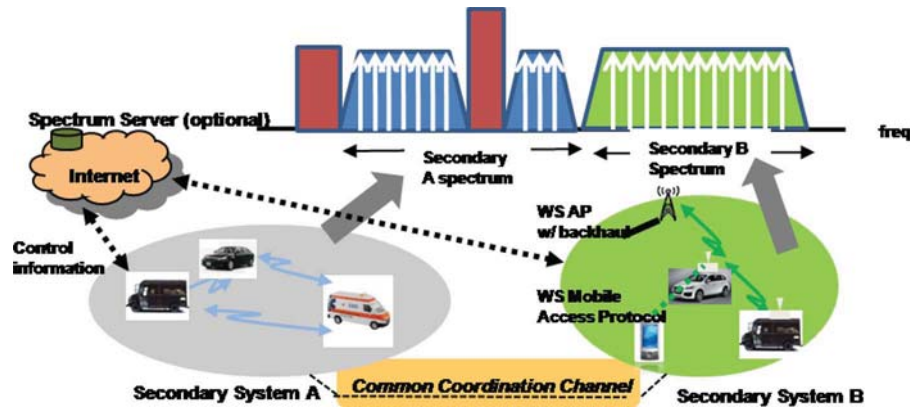 Spectrum Server (optional}
freq
Secondary
A spectrum
Secondary B
Spectrum
Internet
WS AP
w/ backhaul
Control
information
WS Mobile
Access Protocol
Secondary System A
Common Coordination Channel
Secondary System B